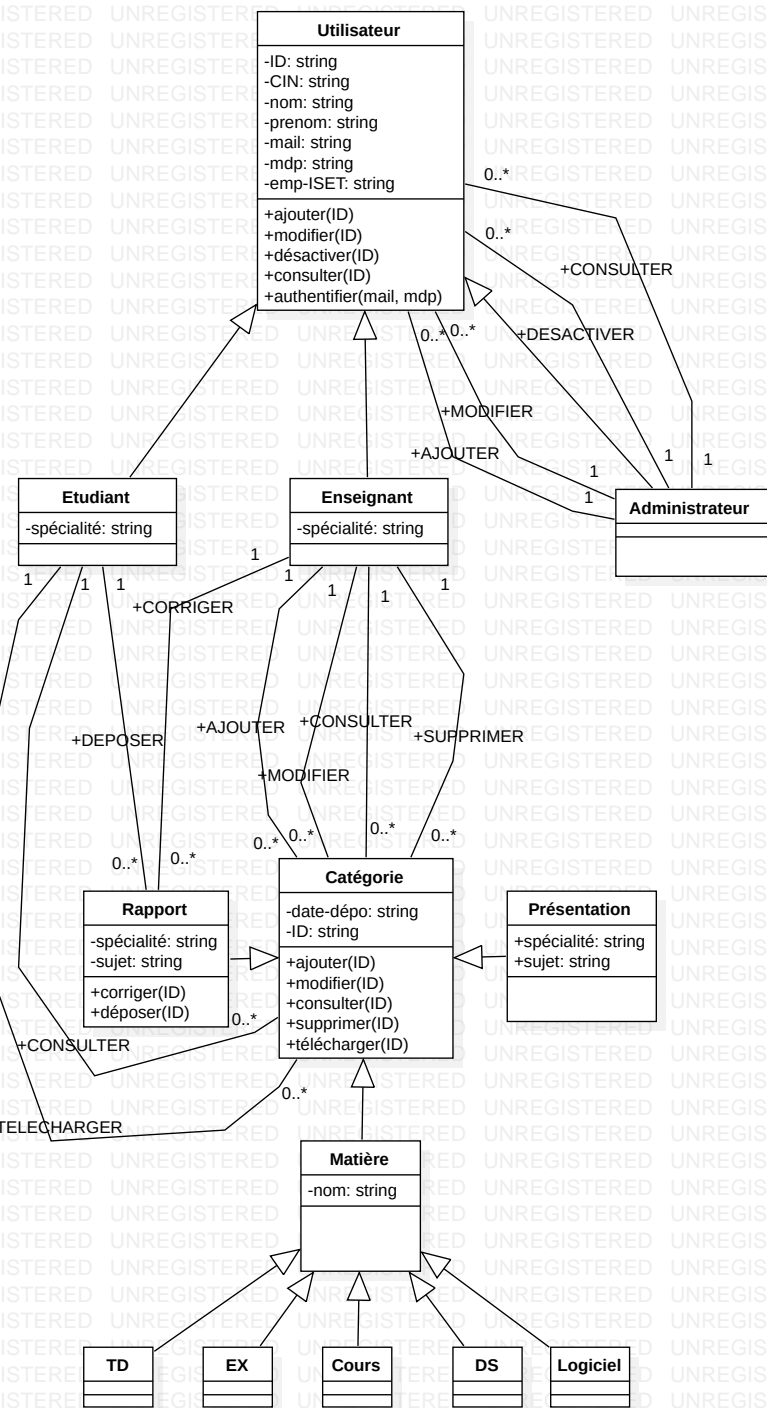 Utilisateur
-ID: string
-CIN: string
-nom: string
-prenom: string
-mail: string
-mdp: string
-emp-ISET: string
+ajouter(ID)
+modifier(ID)
+désactiver(ID)
+consulter(ID)
+authentifier(mail, mdp)
0..*
0..*
+CONSULTER
0..*
0..*
+DESACTIVER
+MODIFIER
+AJOUTER
1
1
1
1
Etudiant
-spécialité: string
Enseignant
-spécialité: string
Administrateur
1
1
1
1
1
1
1
1
+CORRIGER
+DEPOSER
+AJOUTER
+CONSULTER
+SUPPRIMER
+MODIFIER
0..*
0..*
0..*
0..*
0..*
0..*
Rapport
-spécialité: string
-sujet: string
+corriger(ID)
+déposer(ID)
Catégorie
-date-dépo: string
-ID: string
+ajouter(ID)
+modifier(ID)
+consulter(ID)
+supprimer(ID)
+télécharger(ID)
Présentation
+spécialité: string
+sujet: string
0..*
+CONSULTER
0..*
TELECHARGER
Matière
-nom: string
TD
EX
Cours
DS
Logiciel
UNREGISTERED